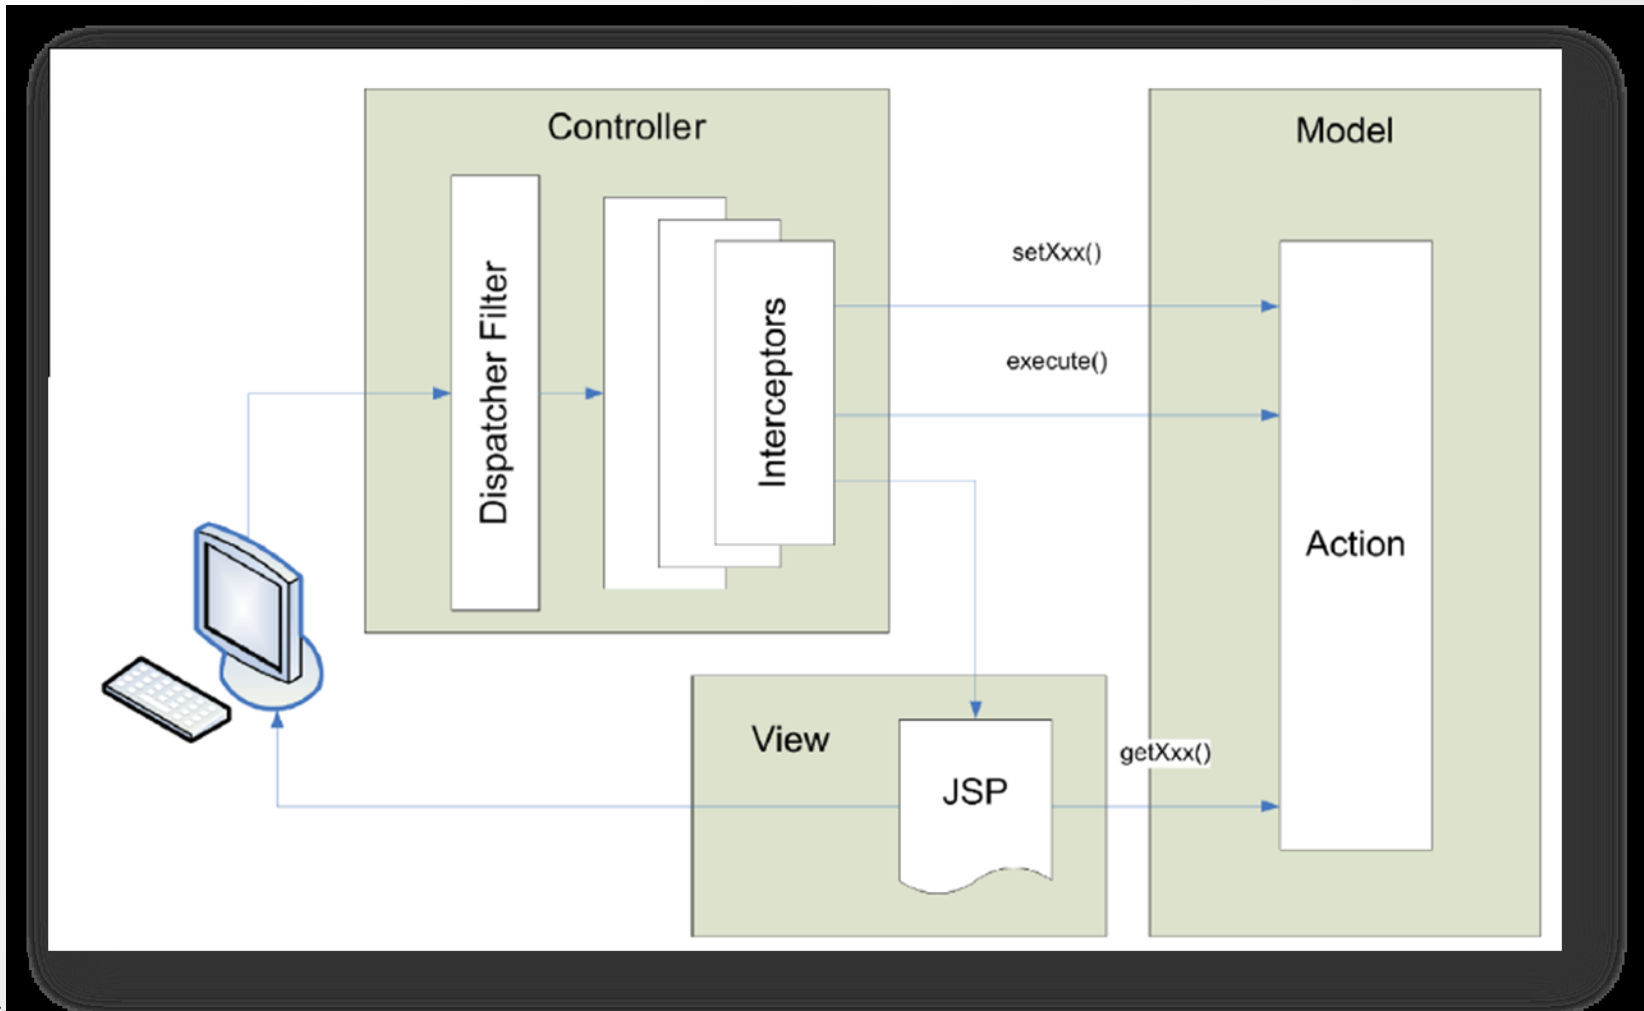 Controller
Model
Dispatcher Filter
Interceptors
setXxx()
execute()
Action
View
JSP
getXxx()